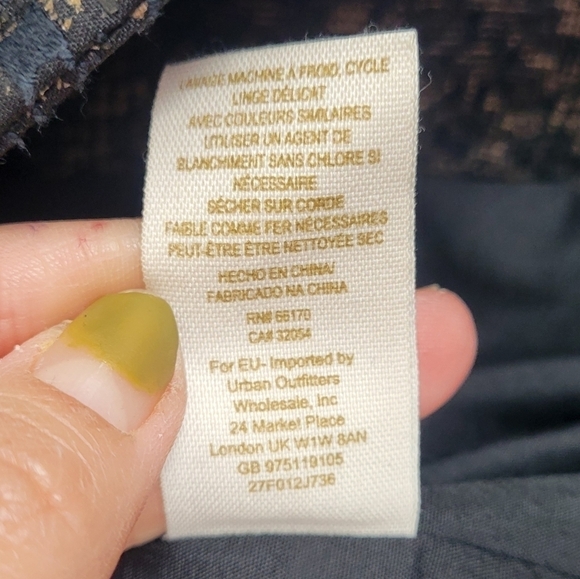 LAVAGE MACHINE A FROID, CYCLE
LINGE DÉLICAT
AVEC COULEURS SIMILAIRES
UTILISER UN AGENT DE
BLANCHIMENT SANS CHLORE SI
NÉCESSAIRE
SÉCHER SUR CORDE
FAIBLE COMME FER NÉCESSAIRES
PEUT-ÊTRE ÊTRE NETTOYÉE SEC
HECHO EN CHINA/
FABRICADO NA CHINA
RN# 66170
CA# 32054
For EU- Imported by
Urban Outfitters
Wholesale, Inc
24 Market Place
London UK W1W 8AN
GB 975119105
27F012J736